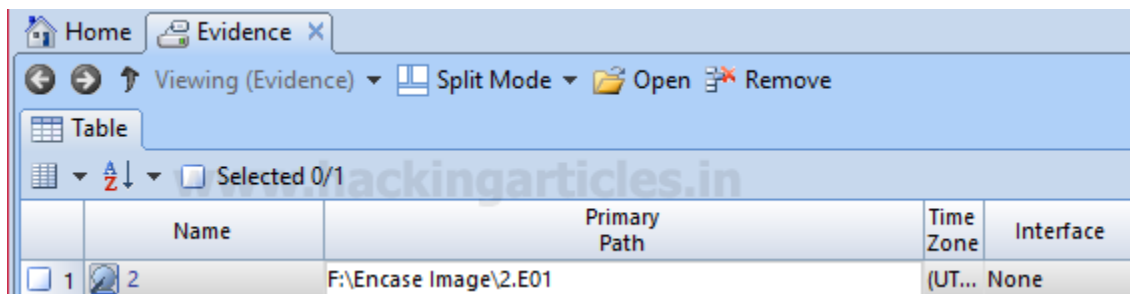 Home Evidence
Viewing (Evidence) Split Mode Open Remove
Table
Selected 0/1
www.hackingarticles.in
Name Primary Path Time Zone Interface
1 2 F:\Encase Image\2.E01 (UT... None